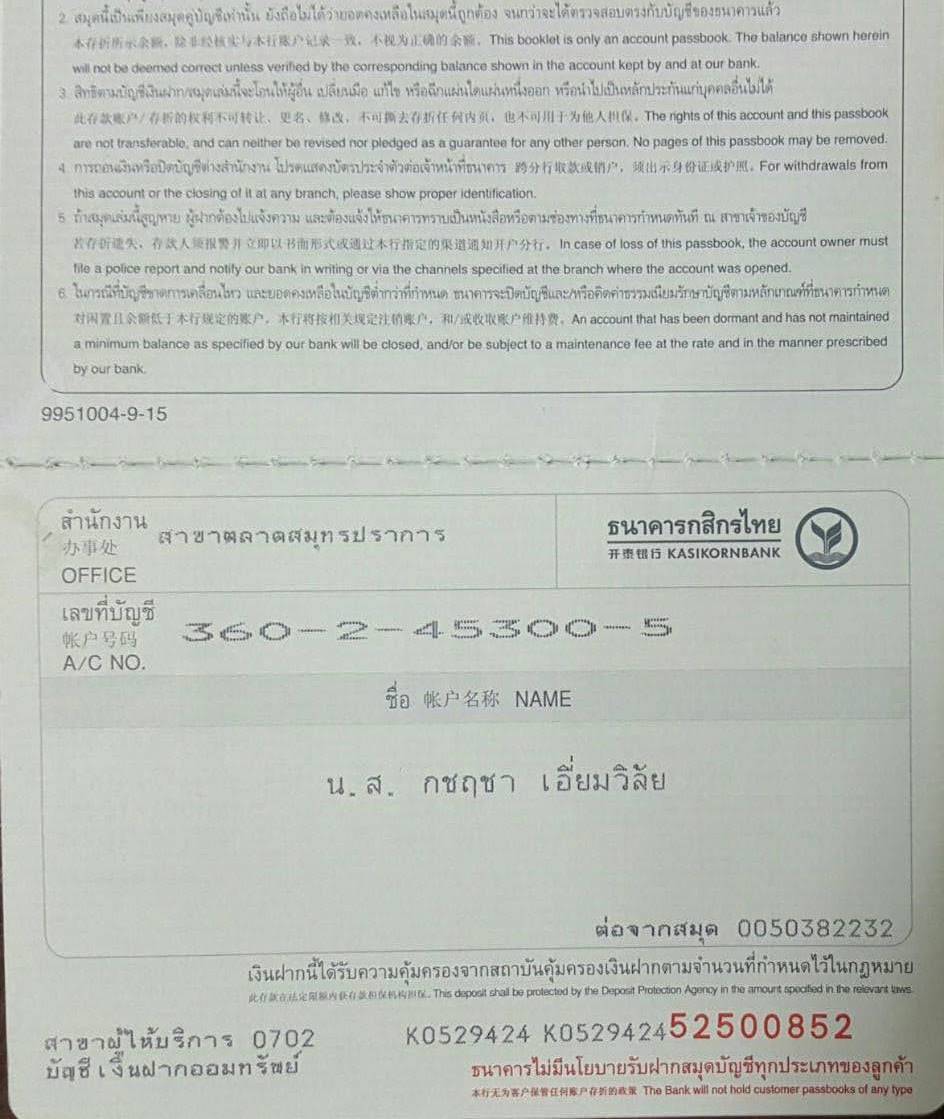 2. สมุดนี้เป็นเพียงสมุดคู่บัญชีเท่านั้น ยังถือไม่ได้ว่ายอดคงเหลือในสมุดนี้ถูกต้อง จนกว่าจะได้ตรวจสอบตรงกับบัญชีของธนาคารแล้ว
本存折所示余额，除非经核实与本行账户记录一致，不视为正确的余额。This booklet is only an account passbook. The balance shown herein
will not be deemed correct unless verified by the corresponding balance shown in the account kept by and at our bank.
3. สิทธิตามบัญชีเงินฝาก/สมุดเล่มนี้จะโอนให้ผู้อื่น เปลี่ยนมือ แก้ไข หรือฉีกแผ่นใดแผ่นหนึ่งออก หรือนำไปเป็นหลักประกันแก่บุคคลอื่นไม่ได้
此存款账户/存折的权利不可转让、更名、修改，不可撕去存折任何内页，也不可用于为他人担保。The rights of this account and this passbook
are not transferable, and can neither be revised nor pledged as a guarantee for any other person. No pages of this passbook may be removed.
4. การถอนเงินหรือปิดบัญชีต่างสำนักงาน โปรดแสดงบัตรประจำตัวต่อเจ้าหน้าที่ธนาคาร 跨分行取款或销户，须出示身份证或护照。For withdrawals from
this account or the closing of it at any branch, please show proper identification.
5. ถ้าสมุดเล่มนี้สูญหาย ผู้ฝากต้องไปแจ้งความ และต้องแจ้งให้ธนาคารทราบเป็นหนังสือหรือตามช่องทางที่ธนาคารกำหนดทันที ณ สาขาเจ้าของบัญชี
若存折遗失，存款人须报警并立即以书面形式或通过本行指定的渠道通知开户分行。In case of loss of this passbook, the account owner must
file a police report and notify our bank in writing or via the channels specified at the branch where the account was opened.
6. ในกรณีที่บัญชีขาดการเคลื่อนไหว และยอดคงเหลือในบัญชีต่ำกว่าที่กำหนด ธนาคารจะปิดบัญชีและ/หรือคิดค่าธรรมเนียมรักษาบัญชีตามหลักเกณฑ์ที่ธนาคารกำหนด
对闲置且余额低于本行规定的账户，本行将按相关规定注销账户，和/或收取账户维持费。An account that has been dormant and has not maintained
a minimum balance as specified by our bank will be closed, and/or be subject to a maintenance fee at the rate and in the manner prescribed
by our bank.
9951004-9-15
สำนักงาน สาขาตลาดสมุทรปราการ
办事处
OFFICE
ธนาคารกสิกรไทย
开泰银行 KASIKORNBANK
เลขที่บัญชี 360-2-45300-5
帐户号码
A/C NO.
ชื่อ 帐户名称 NAME
น.ส. กชฤชา เอี่ยมวิลัย
ต่อจากสมุด 0050382232
เงินฝากนี้ได้รับความคุ้มครองจากสถาบันคุ้มครองเงินฝากตามจำนวนที่กำหนดไว้ในกฎหมาย
此存款在法定限额内获存款担保机构担保。This deposit shall be protected by the Deposit Protection Agency in the amount specified in the relevant laws.
สาขาผู้ให้บริการ 0702 K0529424 K0529424 52500852
บัญชีเงินฝากออมทรัพย์
ธนาคารไม่มีนโยบายรับฝากสมุดบัญชีทุกประเภทของลูกค้า
本行无为客户保管任何账户存折的政策 The Bank will not hold customer passbooks of any type